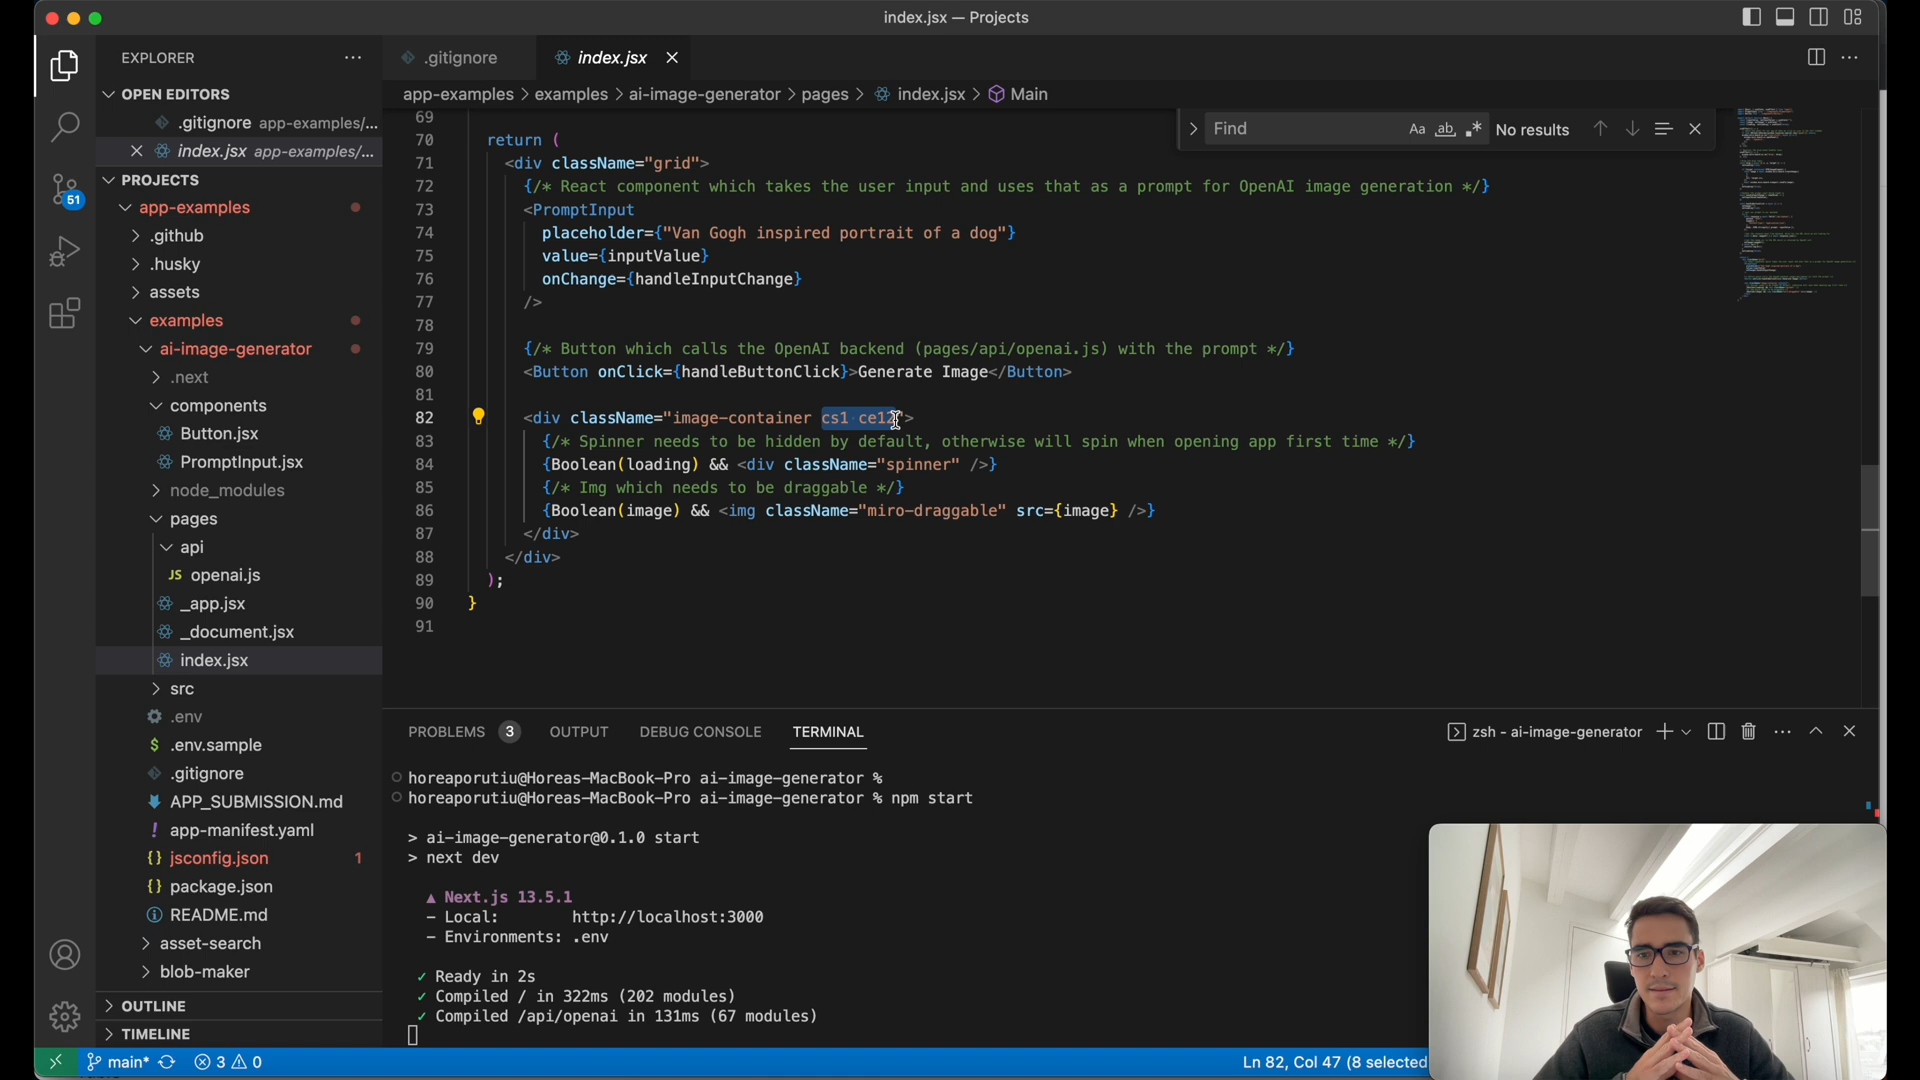 index.jsx — Projects
EXPLORER
OPEN EDITORS
.gitignore app-examples/...
index.jsx app-examples/...
PROJECTS
app-examples
.github
.husky
assets
examples
ai-image-generator
.next
components
Button.jsx
PromptInput.jsx
node_modules
pages
api
JS openai.js
_app.jsx
_document.jsx
index.jsx
src
.env
$ .env.sample
.gitignore
APP_SUBMISSION.md
! app-manifest.yaml
{} jsconfig.json 1
{} package.json
README.md
asset-search
blob-maker
OUTLINE
TIMELINE
51
.gitignore
index.jsx
app-examples > examples > ai-image-generator > pages > index.jsx > Main
Find Aa ab .* No results
69
70 return (
71 <div className="grid">
72 {/* React component which takes the user input and uses that as a prompt for OpenAI image generation */}
73 <PromptInput
74 placeholder={"Van Gogh inspired portrait of a dog"}
75 value={inputValue}
76 onChange={handleInputChange}
77 />
78
79 {/* Button which calls the OpenAI backend (pages/api/openai.js) with the prompt */}
80 <Button onClick={handleButtonClick}>Generate Image</Button>
81
82 <div className="image-container cs1 ce12">
83 {/* Spinner needs to be hidden by default, otherwise will spin when opening app first time */}
84 {Boolean(loading) && <div className="spinner" />}
85 {/* Img which needs to be draggable */}
86 {Boolean(image) && <img className="miro-draggable" src={image} />}
87 </div>
88 </div>
89 );
90 }
91
PROBLEMS 3 OUTPUT DEBUG CONSOLE TERMINAL
zsh - ai-image-generator
horeaporutiu@Horeas-MacBook-Pro ai-image-generator %
horeaporutiu@Horeas-MacBook-Pro ai-image-generator % npm start
> ai-image-generator@0.1.0 start
> next dev
▲ Next.js 13.5.1
- Local: http://localhost:3000
- Environments: .env
✓ Ready in 2s
✓ Compiled / in 322ms (202 modules)
✓ Compiled /api/openai in 131ms (67 modules)
main* 3 0
Ln 82, Col 47 (8 selected